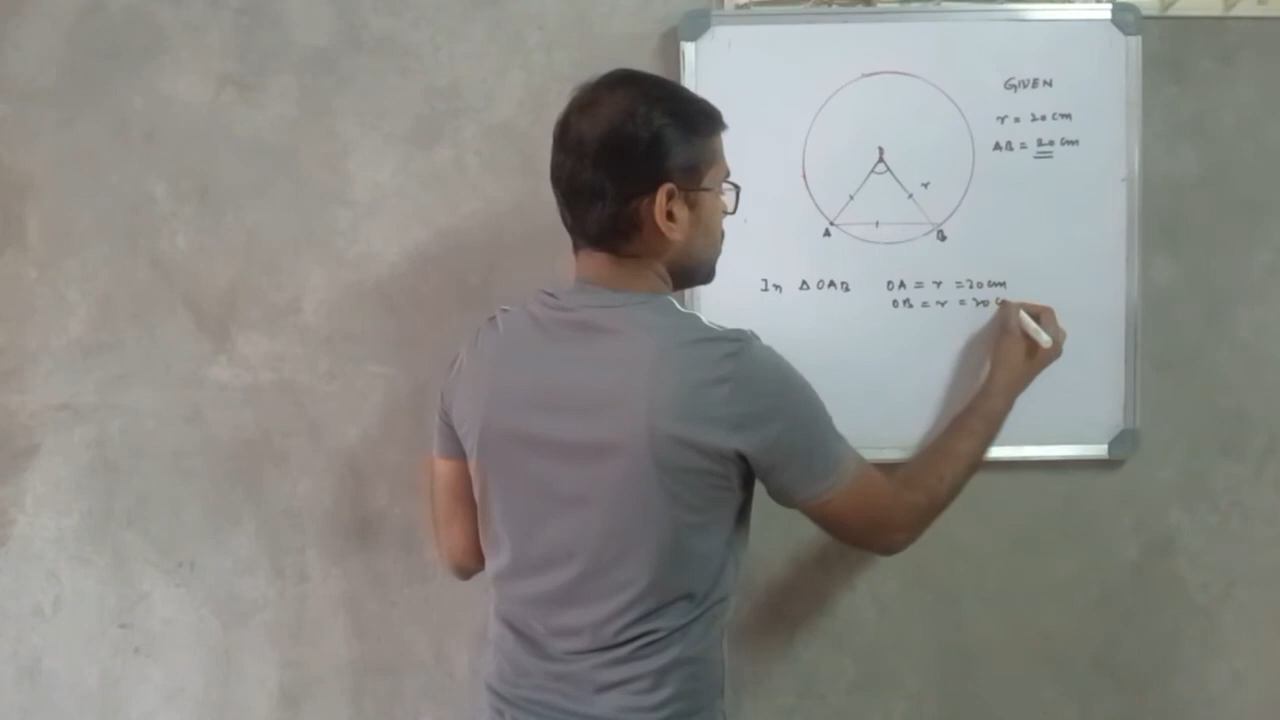 GIVEN
r = 20 cm
AB = 20 cm
O
r
A
B
In △OAB OA = r = 20cm
OB = r = 20 c